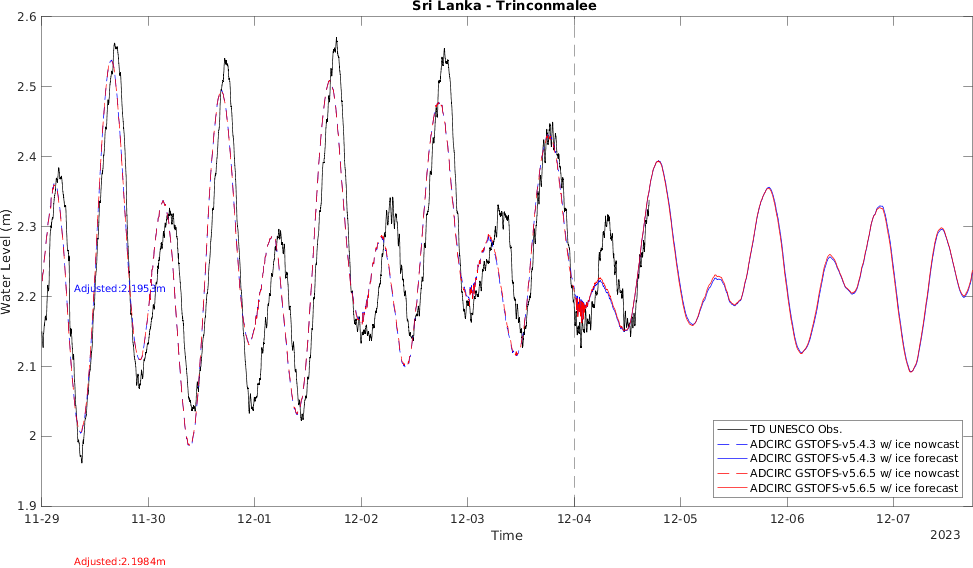 Sri Lanka - Trinconmalee
2.6
2.5
2.4
2.3
2.2
2.1
2
1.9
Water Level (m)
Adjusted:2.1953m
TD UNESCO Obs.
ADCIRC GSTOFS-v5.4.3 w/ ice nowcast
ADCIRC GSTOFS-v5.4.3 w/ ice forecast
ADCIRC GSTOFS-v5.6.5 w/ ice nowcast
ADCIRC GSTOFS-v5.6.5 w/ ice forecast
11-29 11-30 12-01 12-02 12-03 12-04 12-05 12-06 12-07
Time
2023
Adjusted:2.1984m